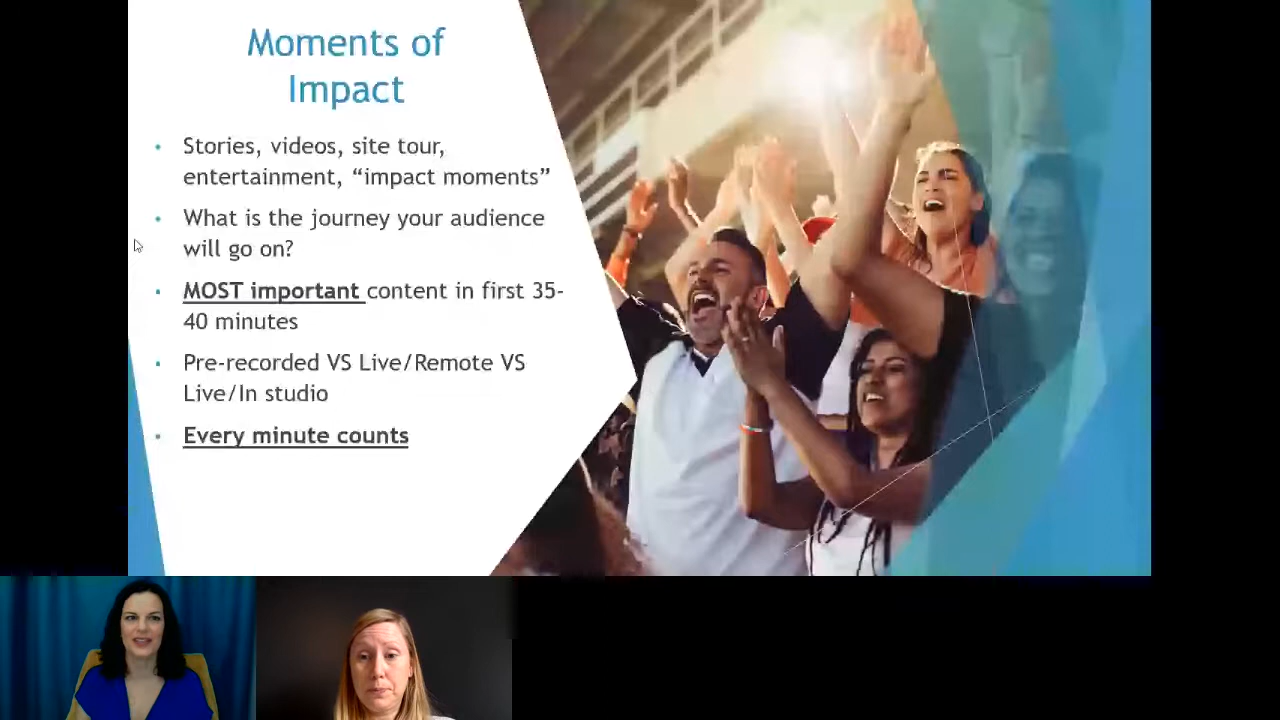 Moments of
Impact
• Stories, videos, site tour,
entertainment, “impact moments”
• What is the journey your audience
will go on?
• MOST important content in first 35-
40 minutes
• Pre-recorded VS Live/Remote VS
Live/In studio
• Every minute counts